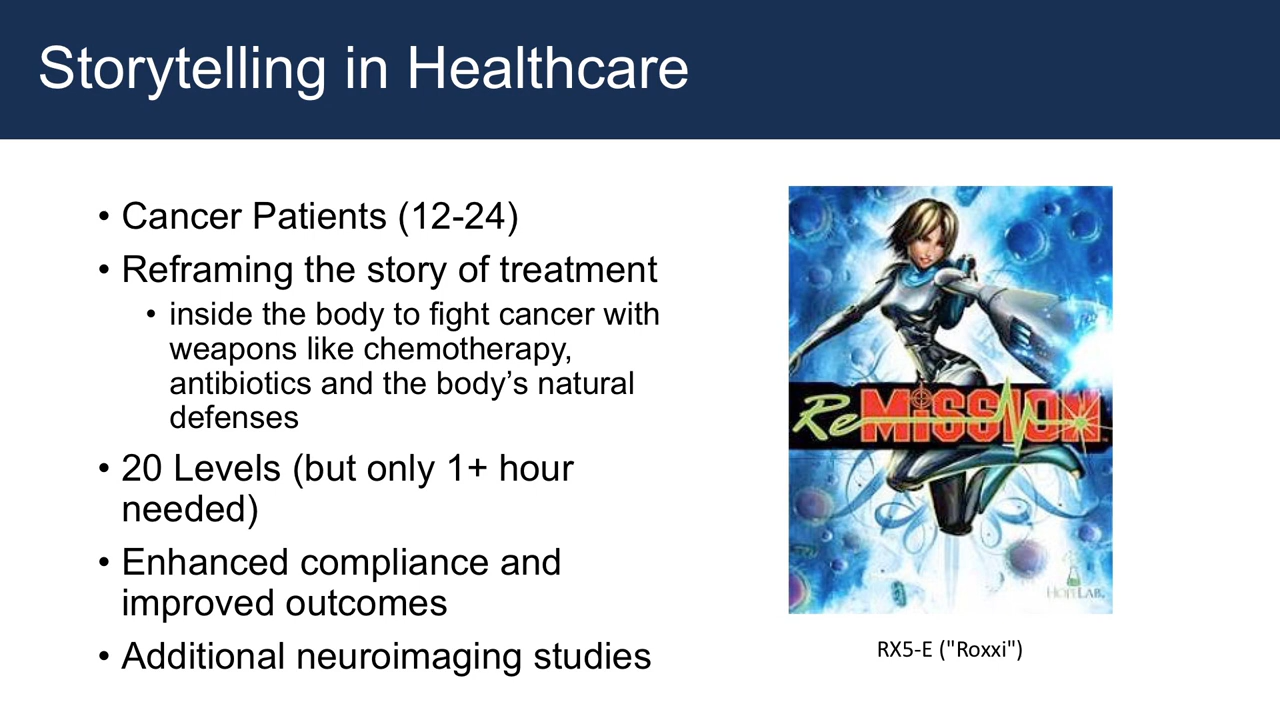 Storytelling in Healthcare
• Cancer Patients (12-24)
• Reframing the story of treatment
• inside the body to fight cancer with
weapons like chemotherapy,
antibiotics and the body’s natural
defenses
• 20 Levels (but only 1+ hour
needed)
• Enhanced compliance and
improved outcomes
• Additional neuroimaging studies
ReMISSION™
HOPELAB.
RX5-E ("Roxxi")